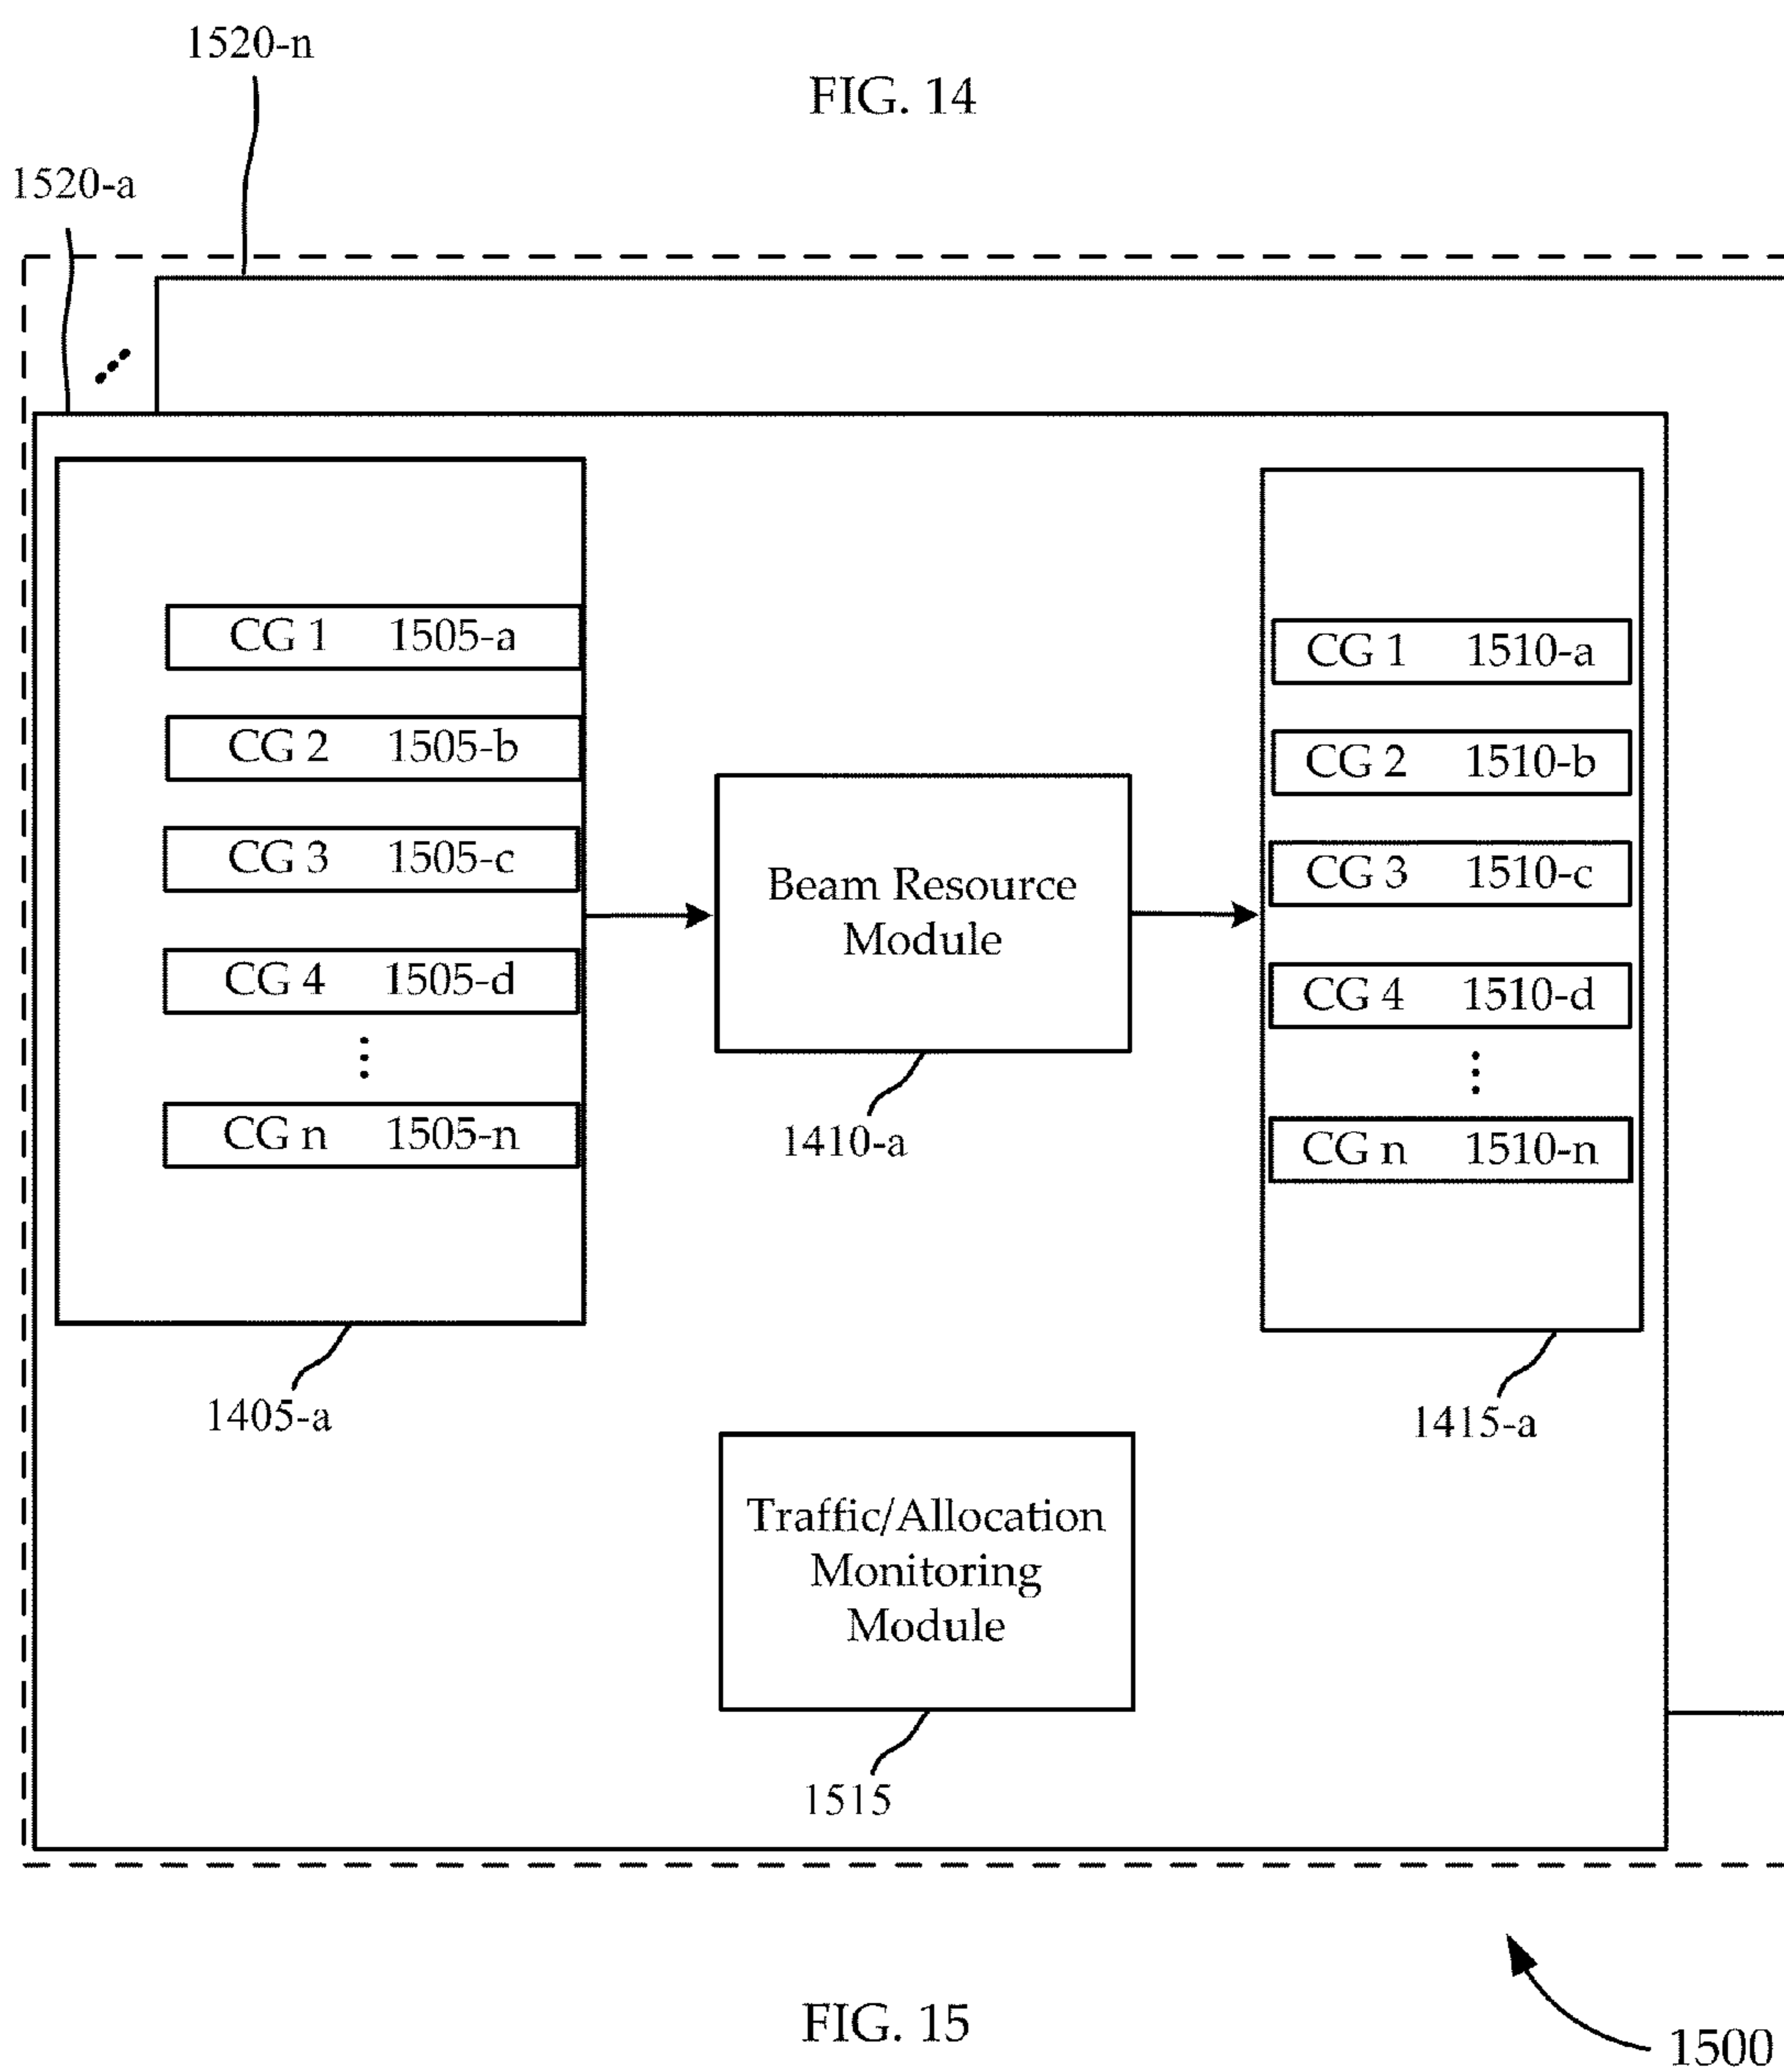 1520-n
FIG. 14
1520-a
CG 1 1505-a
CG 2 1505-b
CG 3 1505-c
CG 4 1505-d
CG n 1505-n
1405-a
Beam Resource
Module
1410-a
CG 1 1510-a
CG 2 1510-b
CG 3 1510-c
CG 4 1510-d
CG n 1510-n
1415-a
Traffic/Allocation
Monitoring
Module
1515
FIG. 15
1500